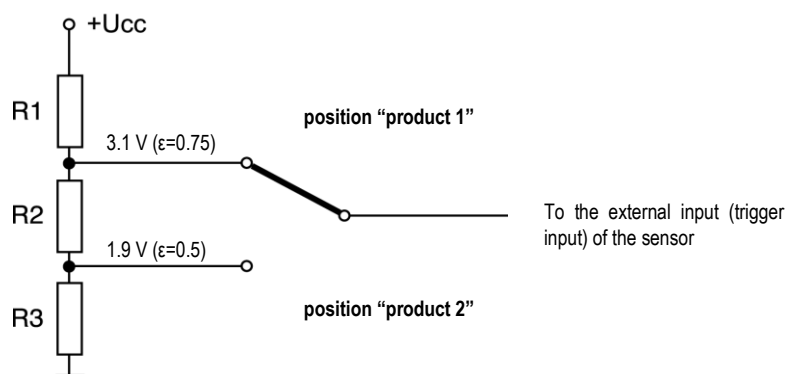 +Ucc
R1
position “product 1”
3.1 V (ε=0.75)
R2
To the external input (trigger
input) of the sensor
1.9 V (ε=0.5)
position “product 2”
R3